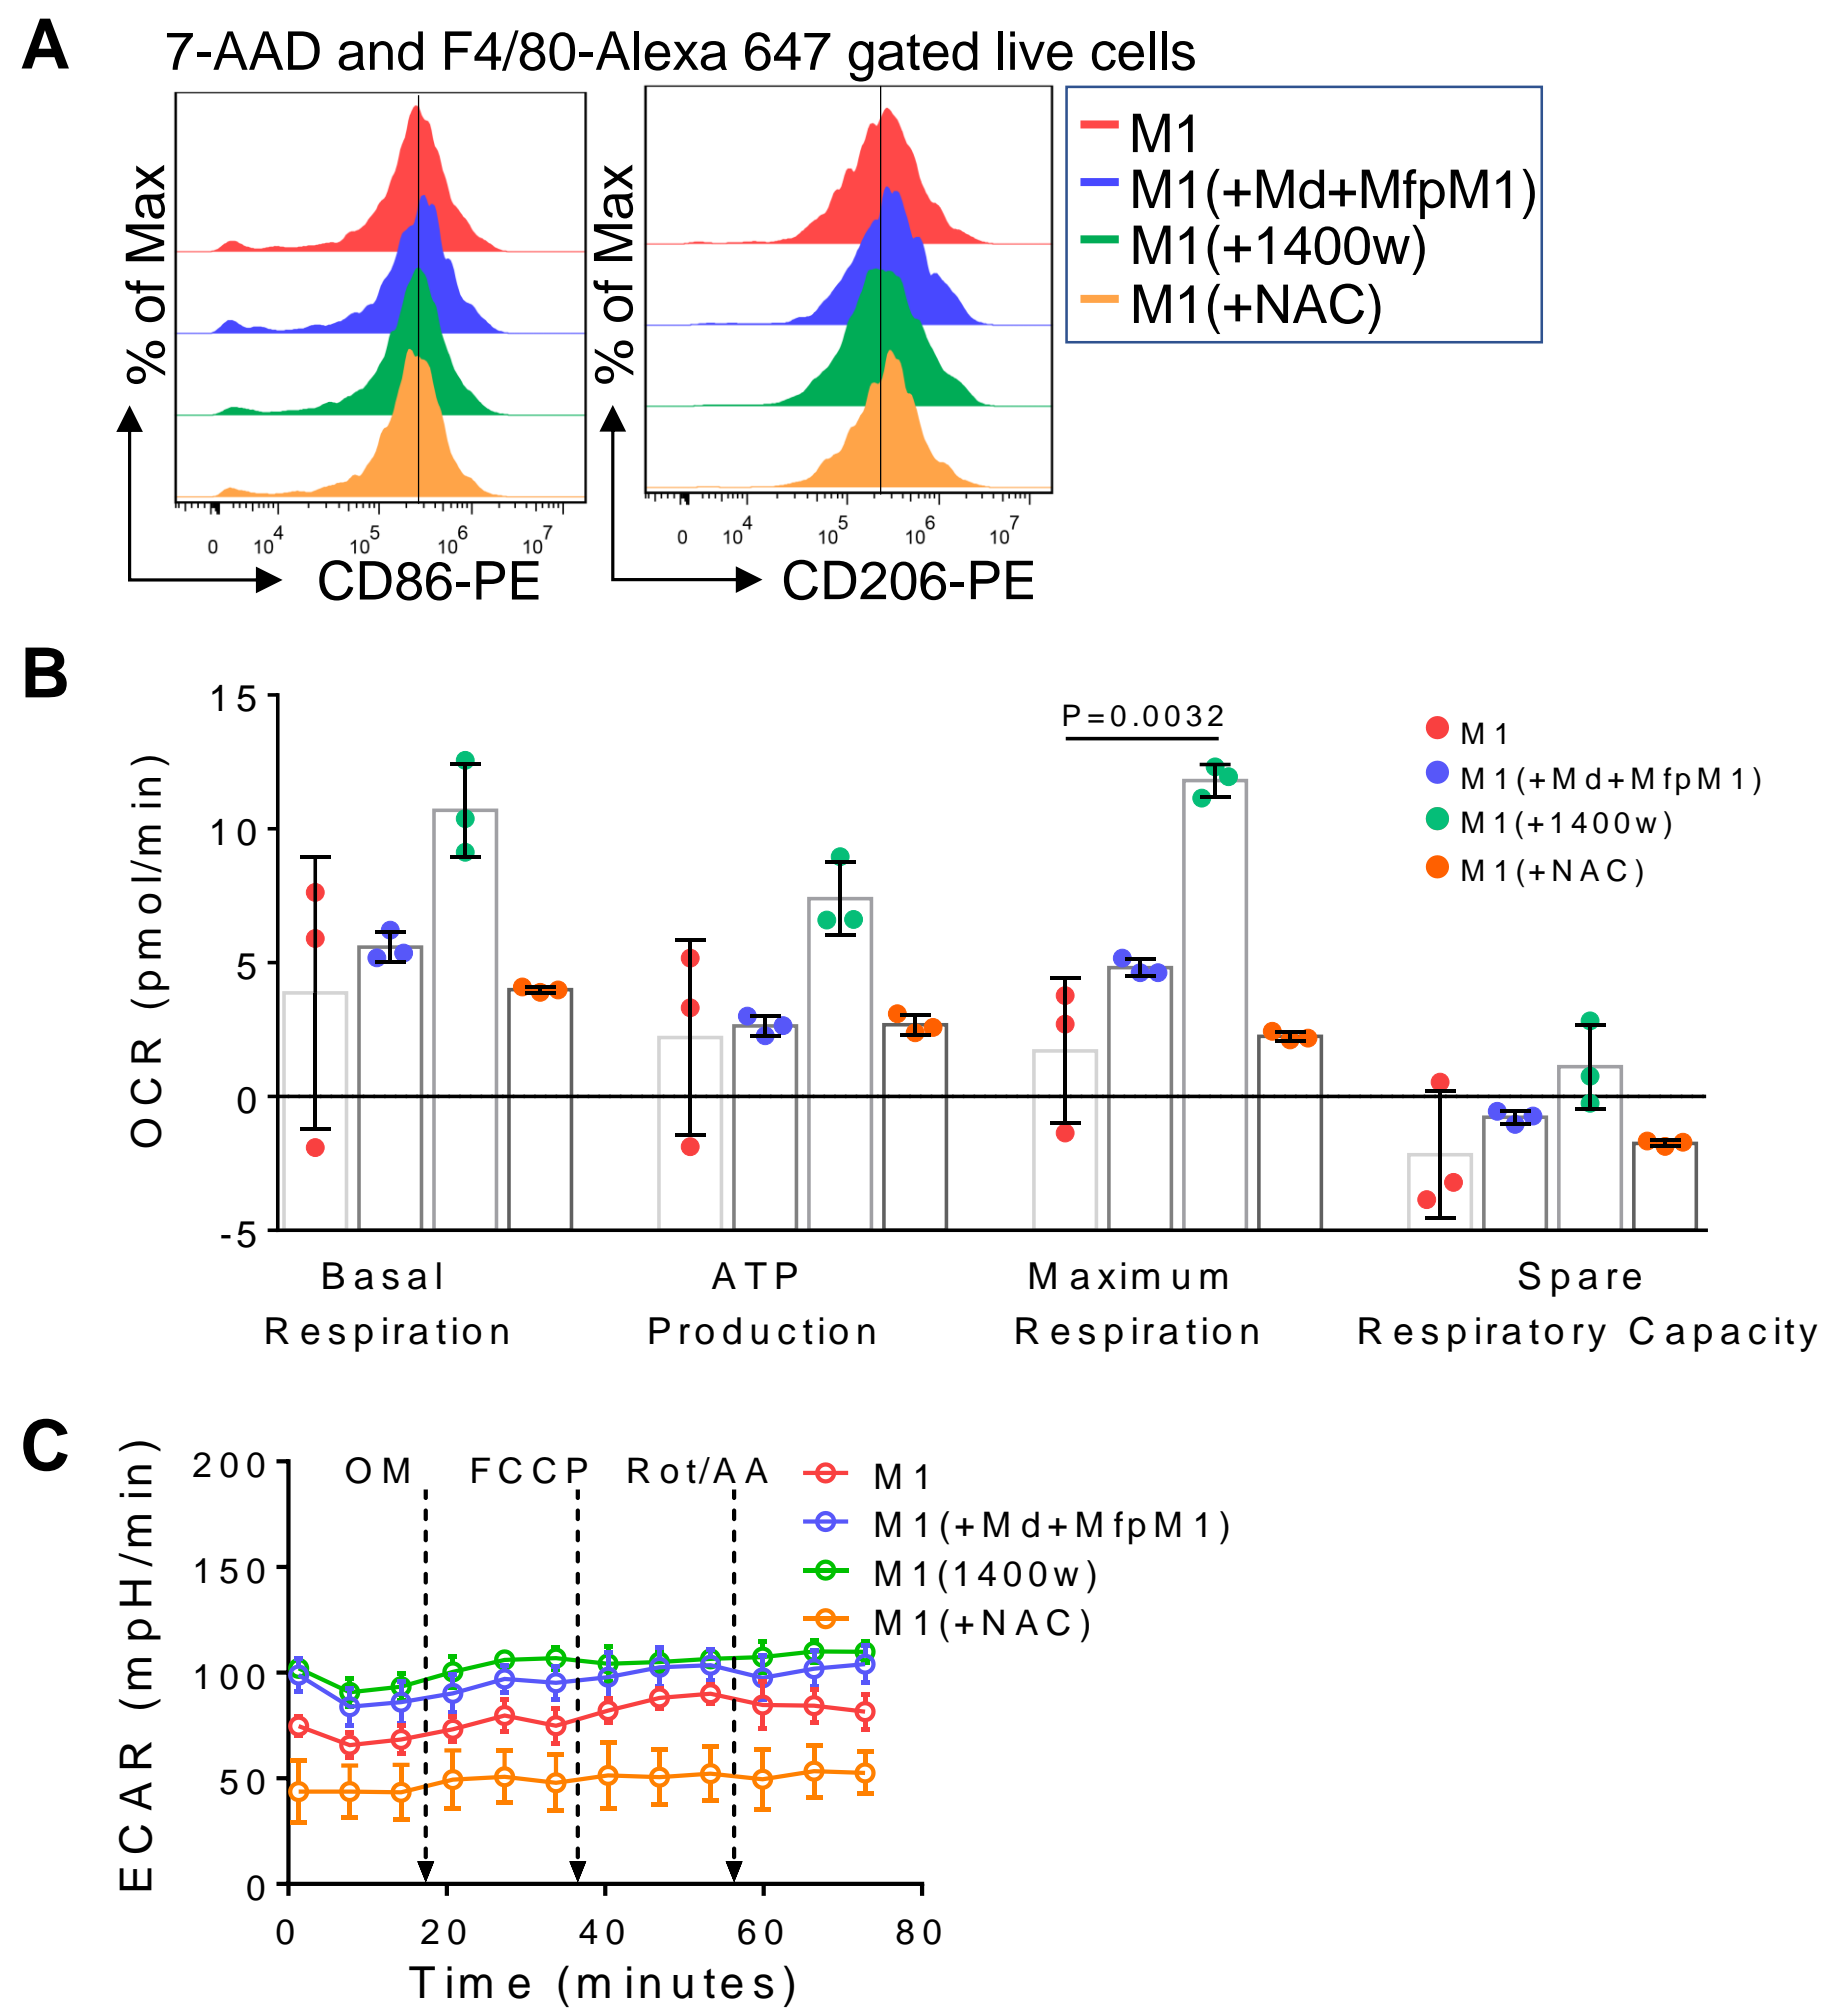 A
7-AAD and F4/80-Alexa 647 gated live cells
% of Max
0 10^4 10^5 10^6 10^7
CD86-PE
% of Max
0 10^4 10^5 10^6 10^7
CD206-PE
M1
M1(+Md+MfpM1)
M1(+1400w)
M1(+NAC)
B
OCR (pmol/min)
15
10
5
0
-5
P=0.0032
M1
M1(+Md+MfpM1)
M1(+1400w)
M1(+NAC)
Basal
Respiration
ATP
Production
Maximum
Respiration
Spare
Respiratory Capacity
C
ECAR (mpH/min)
200
150
100
50
0
OM FCCP Rot/AA
M1
M1(+Md+MfpM1)
M1(1400w)
M1(+NAC)
0 20 40 60 80
Time (minutes)